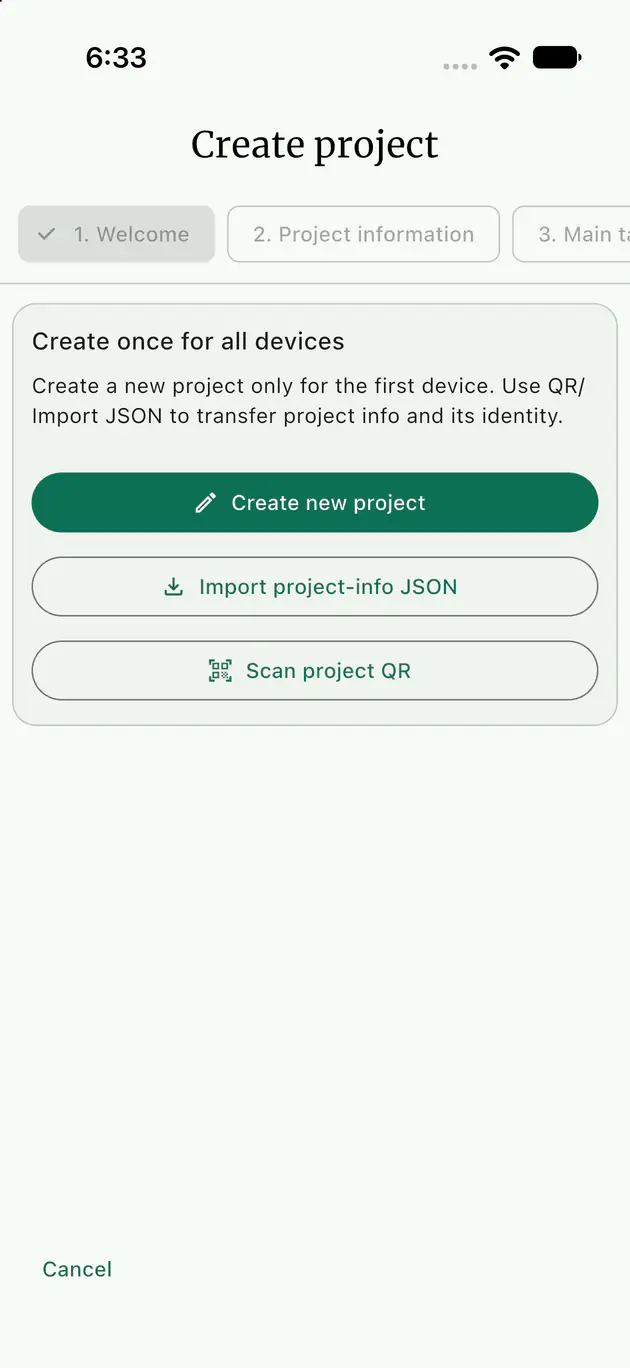 6:33
Create project
1. Welcome
2. Project information
3. Main
Create once for all devices
Create a new project only for the first device. Use QR/
Import JSON to transfer project info and its identity.
Create new project
Import project-info JSON
Scan project QR
Cancel